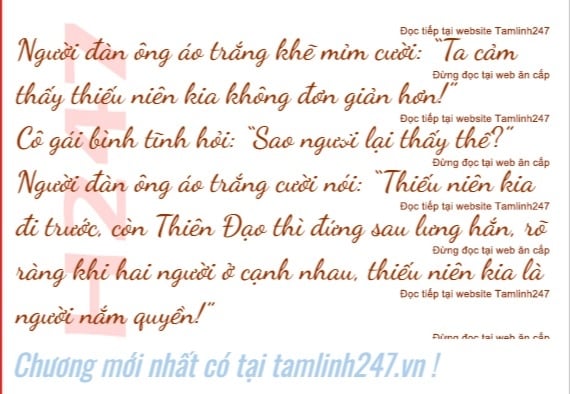 Đọc tiếp tại website Tamlinh247
Người đàn ông áo trắng khẽ mỉm cười: “Ta cảm
Đừng đọc tại web ăn cắp
thấy thiếu niên kia không đơn giản hơn!”
Đọc tiếp tại website Tamlinh247
Cô gái bình tĩnh hỏi: “Sao ngươi lại thấy thế?”
Đừng đọc tại web ăn cắp
Người đàn ông áo trắng cười nói: “Thiếu niên kia
Đọc tiếp tại website Tamlinh247
đi trước, còn Thiên Đạo thì đứng sau lưng hắn, rõ
Đừng đọc tại web ăn cắp
ràng khi hai người ở cạnh nhau, thiếu niên kia là
Đọc tiếp tại website Tamlinh247
người nắm quyền!”
Đừng đọc tại web ăn cắp
H247
Chương mới nhất có tại tamlinh247.vn !